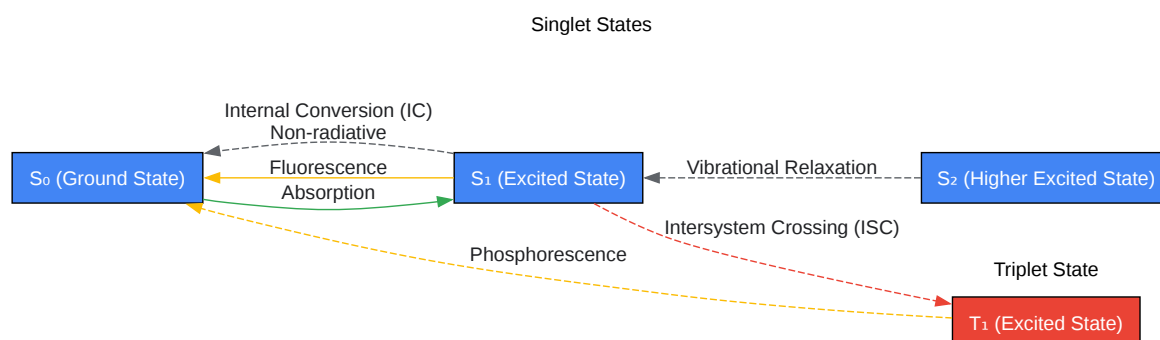 Singlet States
Internal Conversion (IC)
Non-radiative
Fluorescence
Absorption
S₀ (Ground State)
S₁ (Excited State)
Vibrational Relaxation
S₂ (Higher Excited State)
Intersystem Crossing (ISC)
Phosphorescence
Triplet State
T₁ (Excited State)